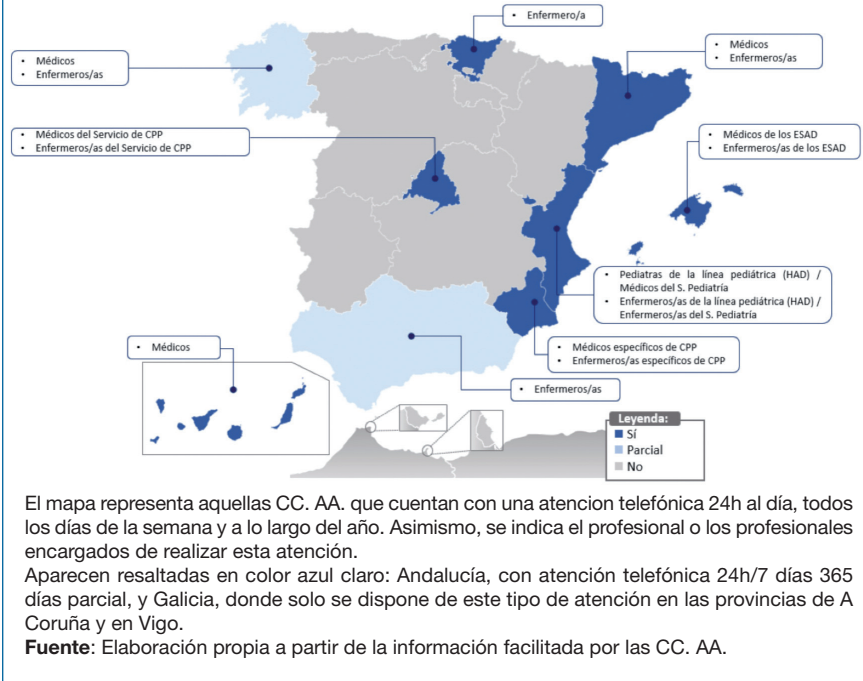 • Enfermero/a
• Médicos
• Enfermeros/as
• Médicos
• Enfermeros/as
• Médicos del Servicio de CPP
• Enfermeros/as del Servicio de CPP
• Médicos de los ESAD
• Enfermeros/as de los ESAD
• Pediatras de la línea pediátrica (HAD) /
Médicos del S. Pediatría
• Enfermeros/as de la línea pediátrica (HAD) /
Enfermeros/as del S. Pediatría
• Médicos
• Médicos específicos de CPP
• Enfermeros/as específicos de CPP
• Enfermeros/as
Leyenda:
Sí
Parcial
No
El mapa representa aquellas CC. AA. que cuentan con una atencion telefónica 24h al día, todos
los días de la semana y a lo largo del año. Asimismo, se indica el profesional o los profesionales
encargados de realizar esta atención.
Aparecen resaltadas en color azul claro: Andalucía, con atención telefónica 24h/7 días 365
días parcial, y Galicia, donde solo se dispone de este tipo de atención en las provincias de A
Coruña y en Vigo.
Fuente: Elaboración propia a partir de la información facilitada por las CC. AA.